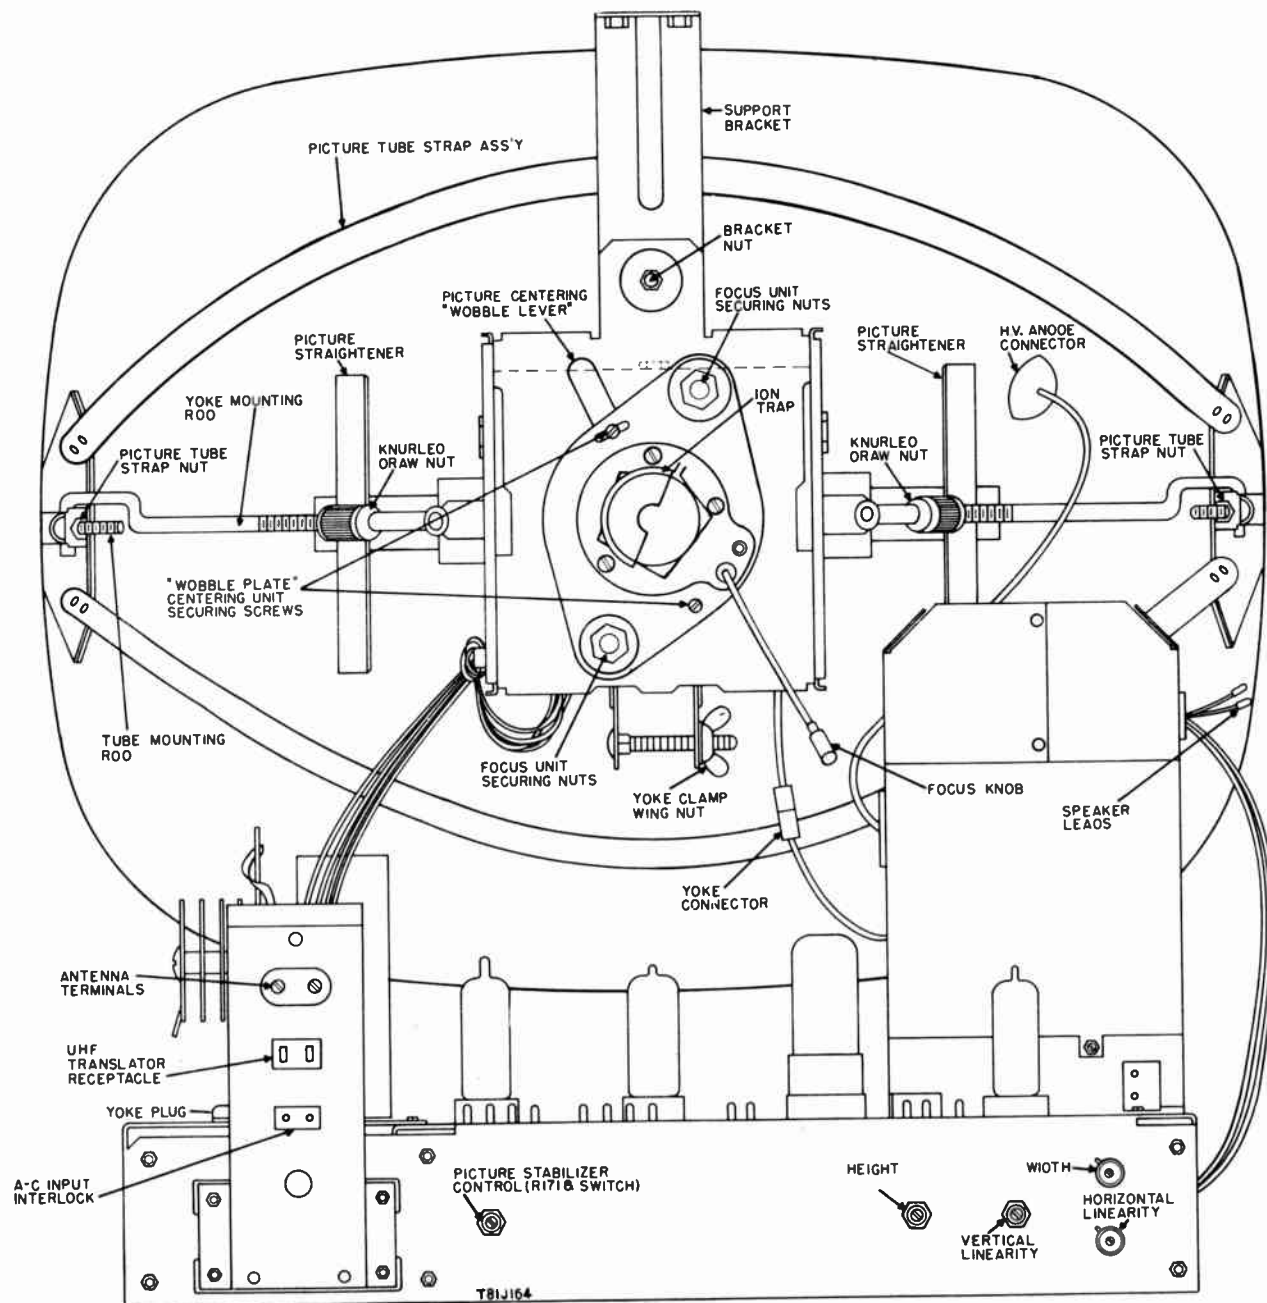 SUPPORT
BRACKET
PICTURE TUBE STRAP ASS'Y
BRACKET
NUT
PICTURE CENTERING
"WOBBLE LEVER"
FOCUS UNIT
SECURING NUTS
PICTURE
STRAIGHTENER
PICTURE
STRAIGHTENER
H.V. ANODE
CONNECTOR
YOKE MOUNTING
ROO
ION
TRAP
PICTURE TUBE
STRAP NUT
KNURLEO
ORAW NUT
KNURLEO
ORAW NUT
PICTURE TUBE
STRAP NUT
"WOBBLE PLATE"
CENTERING UNIT
SECURING SCREWS
TUBE MOUNTING
ROO
FOCUS UNIT
SECURING NUTS
YOKE CLAMP
WING NUT
FOCUS KNOB
SPEAKER
LEAOS
YOKE
CONNECTOR
ANTENNA
TERMINALS
UHF
TRANSLATOR
RECEPTACLE
YOKE PLUG
A-C INPUT
INTERLOCK
PICTURE STABILIZER
CONTROL (R171 & SWITCH)
HEIGHT
VERTICAL
LINEARITY
WIOTH
HORIZONTAL
LINEARITY
T81J164